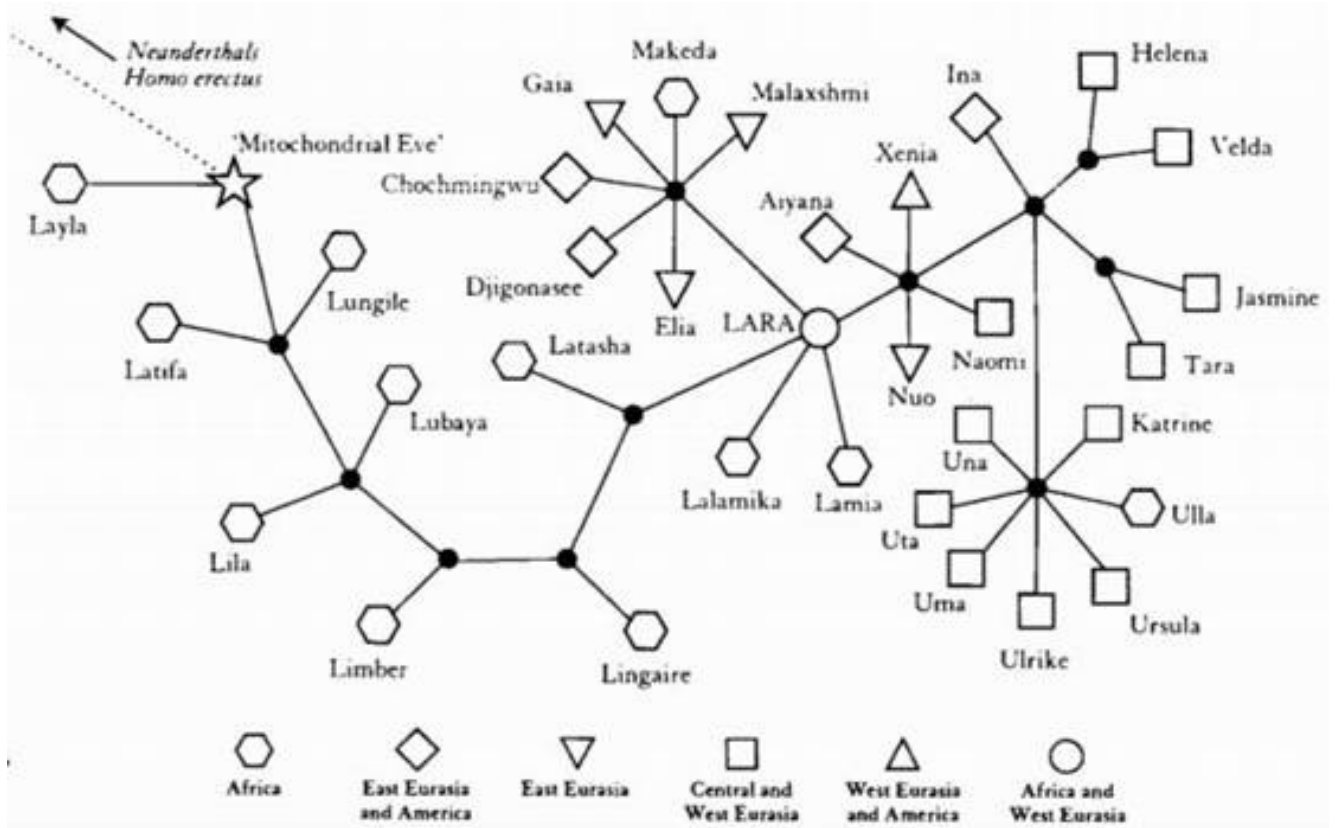 Neanderthals
Homo erectus
'Mitochondrial Eve'
Layla
Latifa
Lungile
Lubaya
Lila
Limber
Lingaire
Latasha
Gaia
Makeda
Malaxshmi
Chochmingwu
Djigonasee
Elia
LARA
Lalamika
Lamia
Aiyana
Xenia
Nuo
Naomi
Ina
Helena
Velda
Jasmine
Tara
Una
Katrine
Uta
Ulla
Uma
Ursula
Ulrike
Africa
East Eurasia
and America
East Eurasia
Central and
West Eurasia
West Eurasia
and America
Africa and
West Eurasia